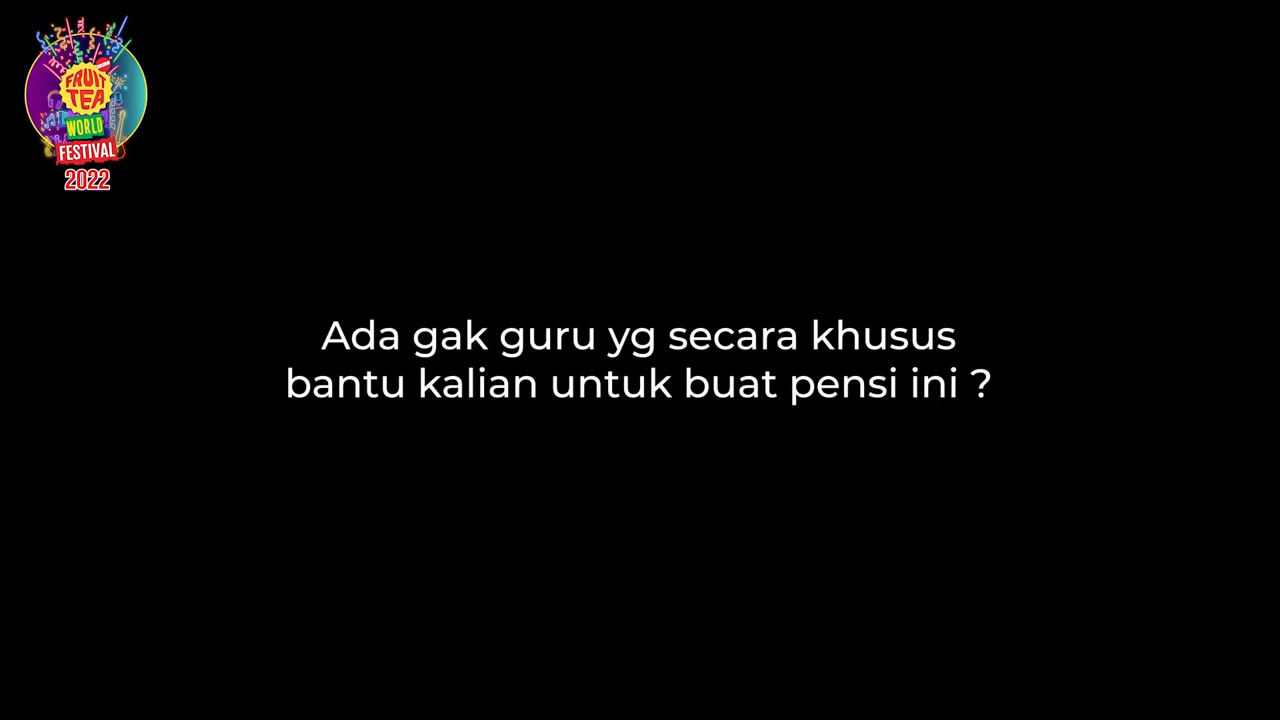 FRUIT
TEA
WORLD
FESTIVAL
2022
Ada gak guru yg secara khusus
bantu kalian untuk buat pensi ini ?